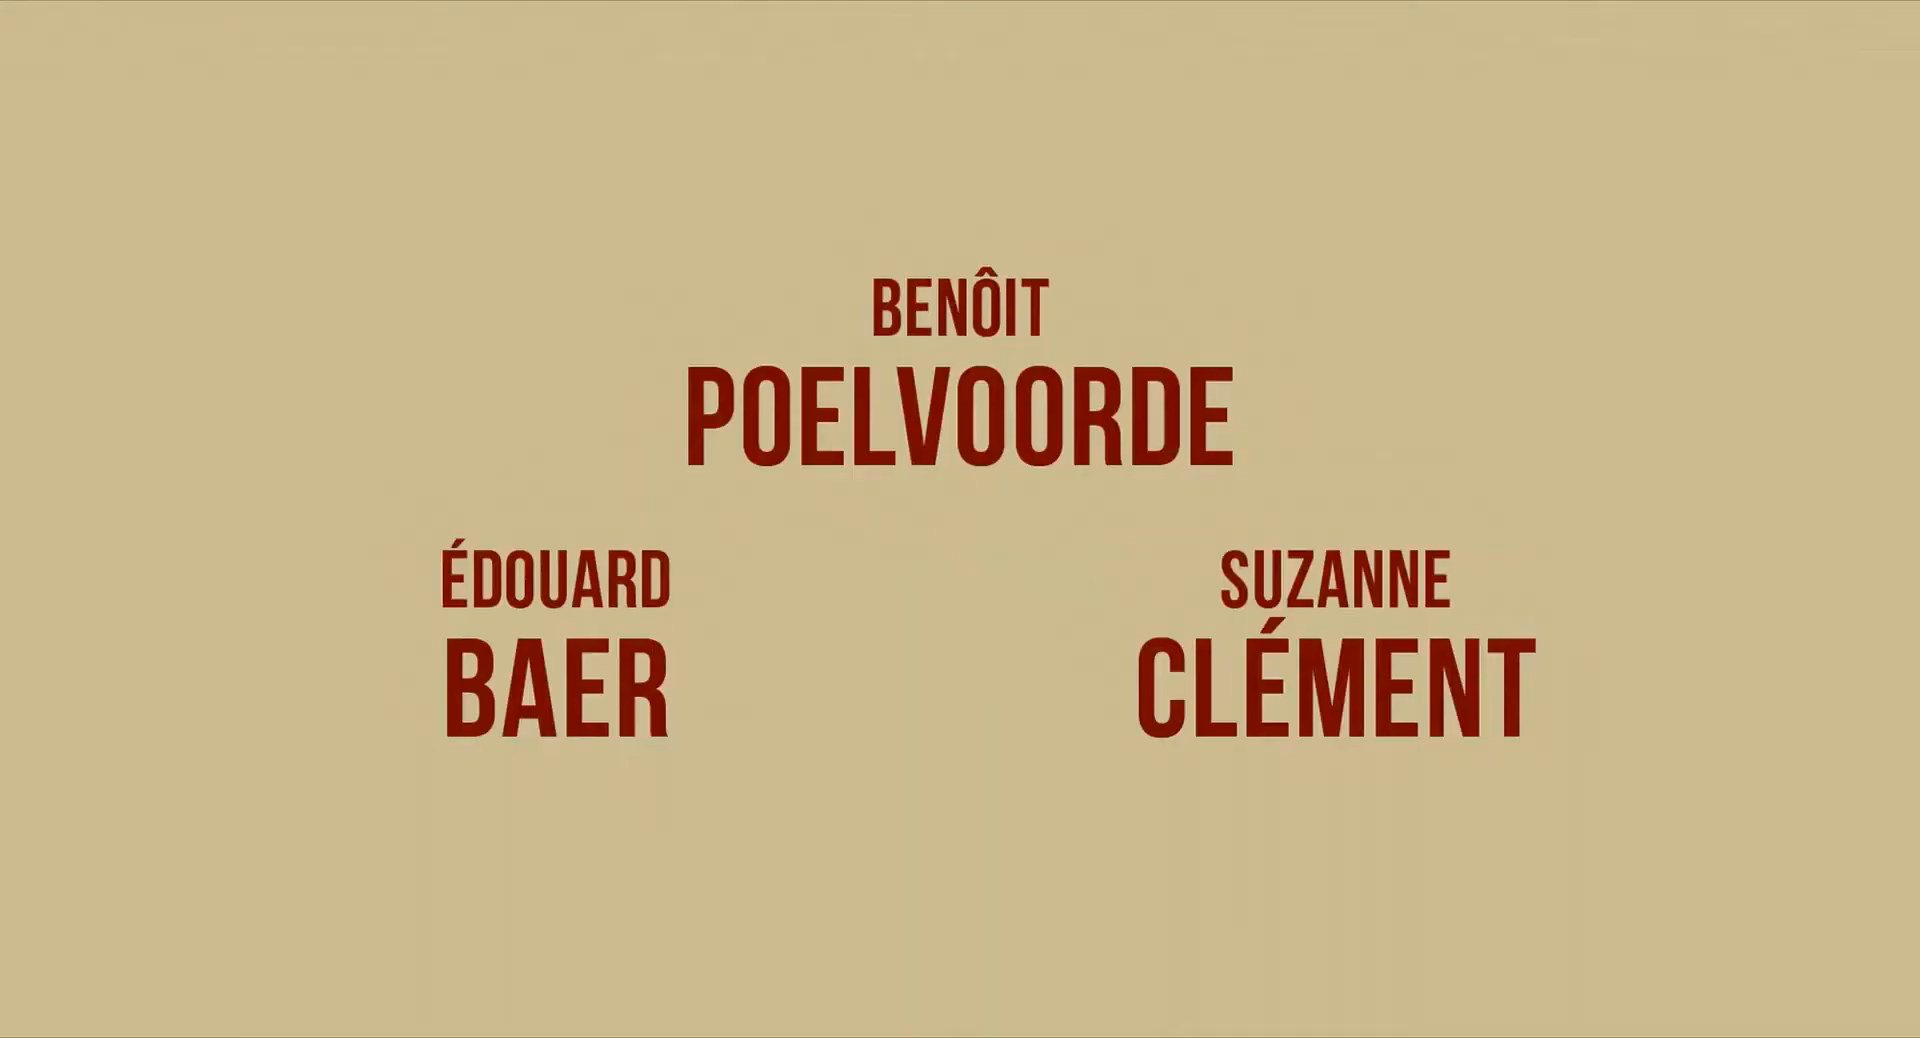 BENÔIT
POELVOORDE
ÉDOUARD
BAER
SUZANNE
CLÉMENT